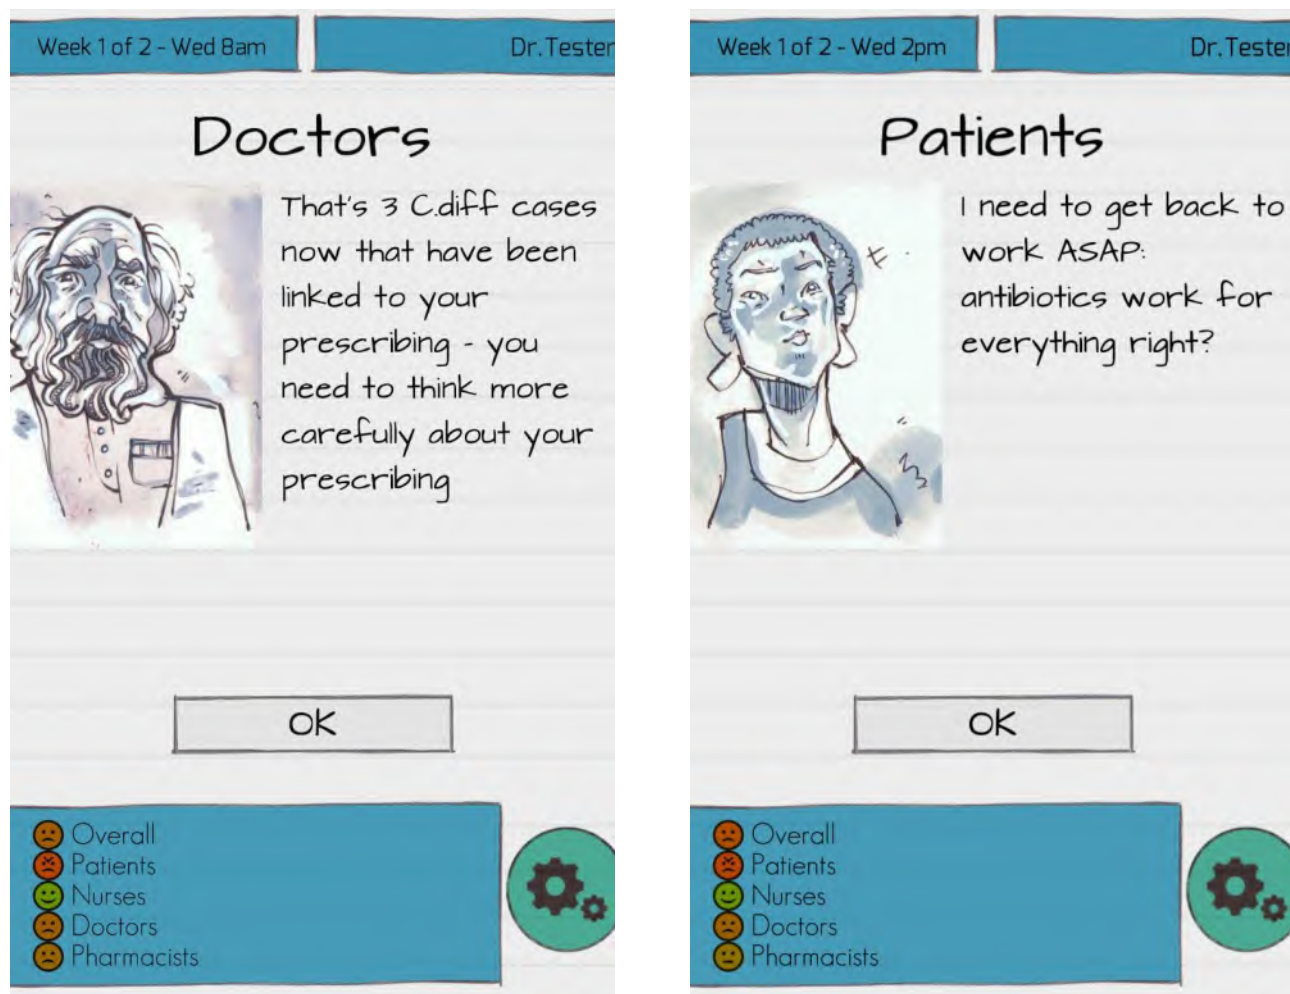 Week 1 of 2 - Wed 8am
Dr. Tester
Doctors
That's 3 C.diff cases
now that have been
linked to your
prescribing - you
need to think more
carefully about your
prescribing
OK
Overall
Patients
Nurses
Doctors
Pharmacists
Week 1 of 2 - Wed 2pm
Dr. Tester
Patients
I need to get back to
work ASAP:
antibiotics work for
everything right?
OK
Overall
Patients
Nurses
Doctors
Pharmacists